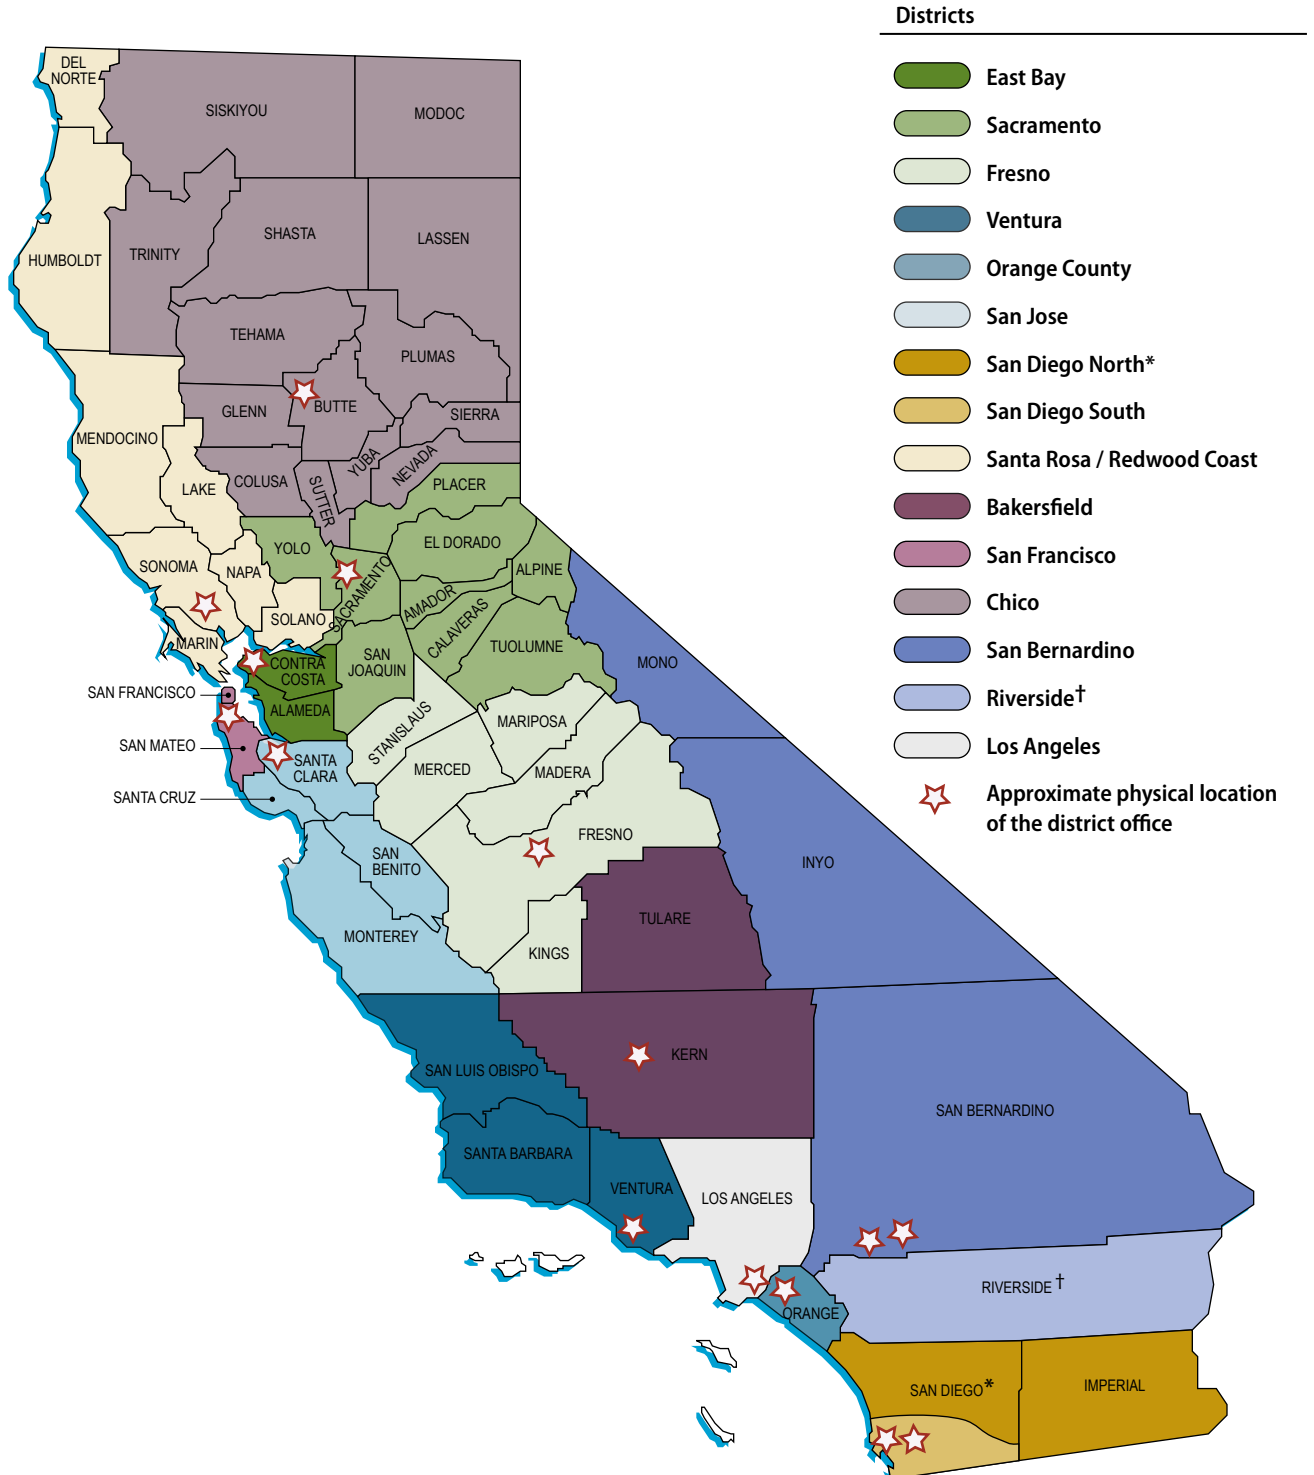 Districts
East Bay
Sacramento
Fresno
Ventura
Orange County
San Jose
San Diego North*
San Diego South
Santa Rosa / Redwood Coast
Bakersfield
San Francisco
Chico
San Bernardino
Riverside†
Los Angeles
Approximate physical location
of the district office
DEL
NORTE
SISKIYOU
MODOC
HUMBOLDT
TRINITY
SHASTA
LASSEN
TEHAMA
PLUMAS
GLENN
BUTTE
SIERRA
MENDOCINO
COLUSA
SUTTER
YUBA
NEVADA
LAKE
PLACER
YOLO
EL DORADO
SONOMA
NAPA
SACRAMENTO
ALPINE
AMADOR
SOLANO
CALAVERAS
MARIN
CONTRA
COSTA
SAN
JOAQUIN
TUOLUMNE
MONO
SAN FRANCISCO
ALAMEDA
STANISLAUS
MARIPOSA
SAN MATEO
SANTA
CLARA
MERCED
MADERA
SANTA CRUZ
FRESNO
SAN
BENITO
INYO
MONTEREY
TULARE
KINGS
SAN LUIS OBISPO
KERN
SAN BERNARDINO
SANTA BARBARA
VENTURA
LOS ANGELES
RIVERSIDE †
ORANGE
SAN DIEGO*
IMPERIAL